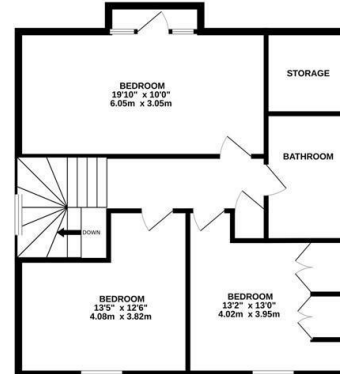 BEDROOM
19'10" x 10'0"
6.05m x 3.05m
STORAGE
BATHROOM
DOWN
BEDROOM
13'5" x 12'6"
4.08m x 3.82m
BEDROOM
13'2" x 13'0"
4.02m x 3.95m